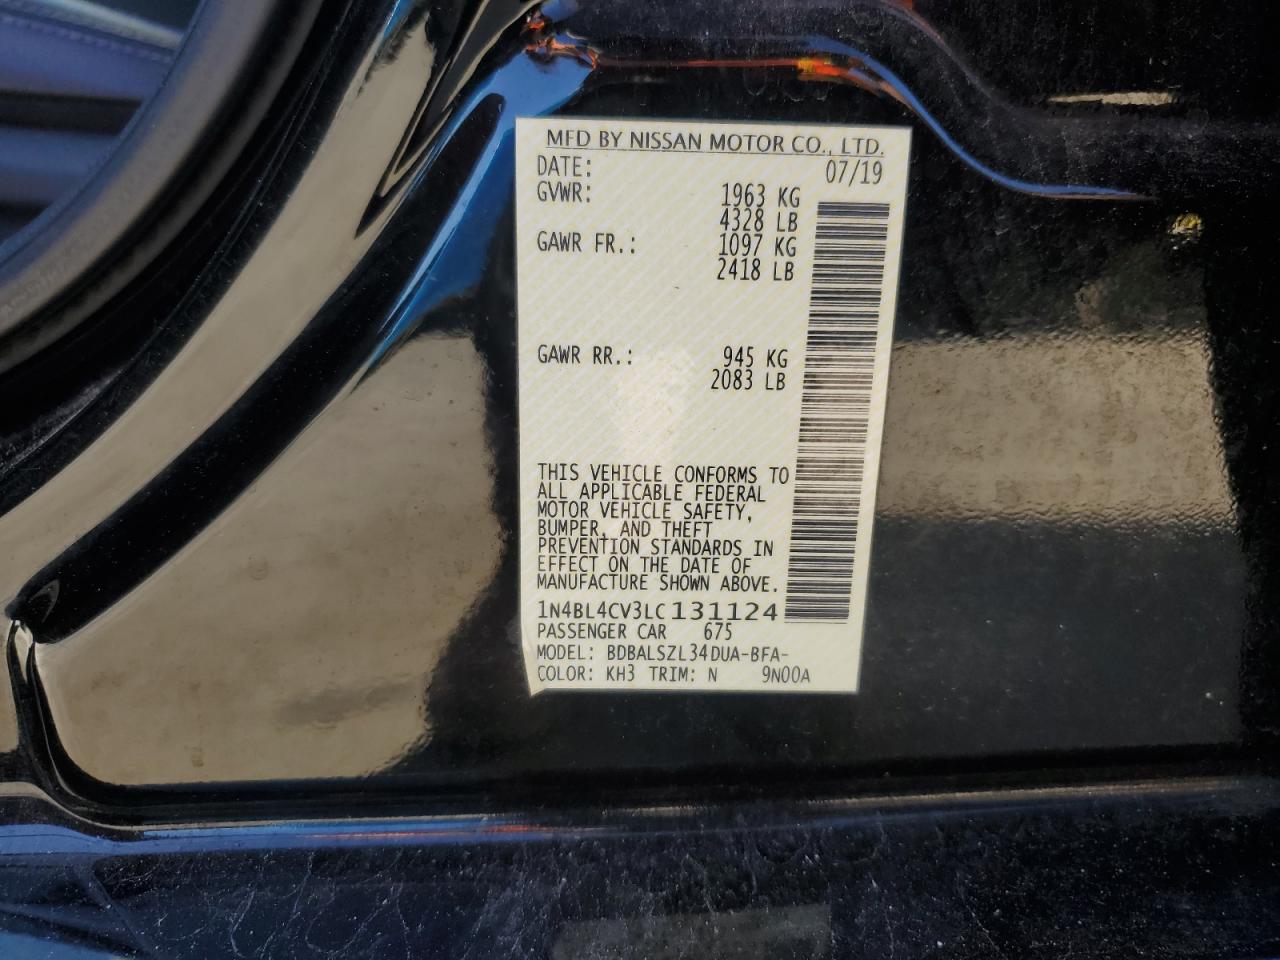 MFD BY NISSAN MOTOR CO., LTD.
DATE: 07/19
GVWR: 1963 KG
4328 LB
GAWR FR.: 1097 KG
2418 LB
GAWR RR.: 945 KG
2083 LB
THIS VEHICLE CONFORMS TO
ALL APPLICABLE FEDERAL
MOTOR VEHICLE SAFETY,
BUMPER, AND THEFT
PREVENTION STANDARDS IN
EFFECT ON THE DATE OF
MANUFACTURE SHOWN ABOVE.
1N4BL4CV3LC131124
PASSENGER CAR 675
MODEL: BDBALSZL34DUA-BFA-
COLOR: KH3 TRIM: N 9N00A